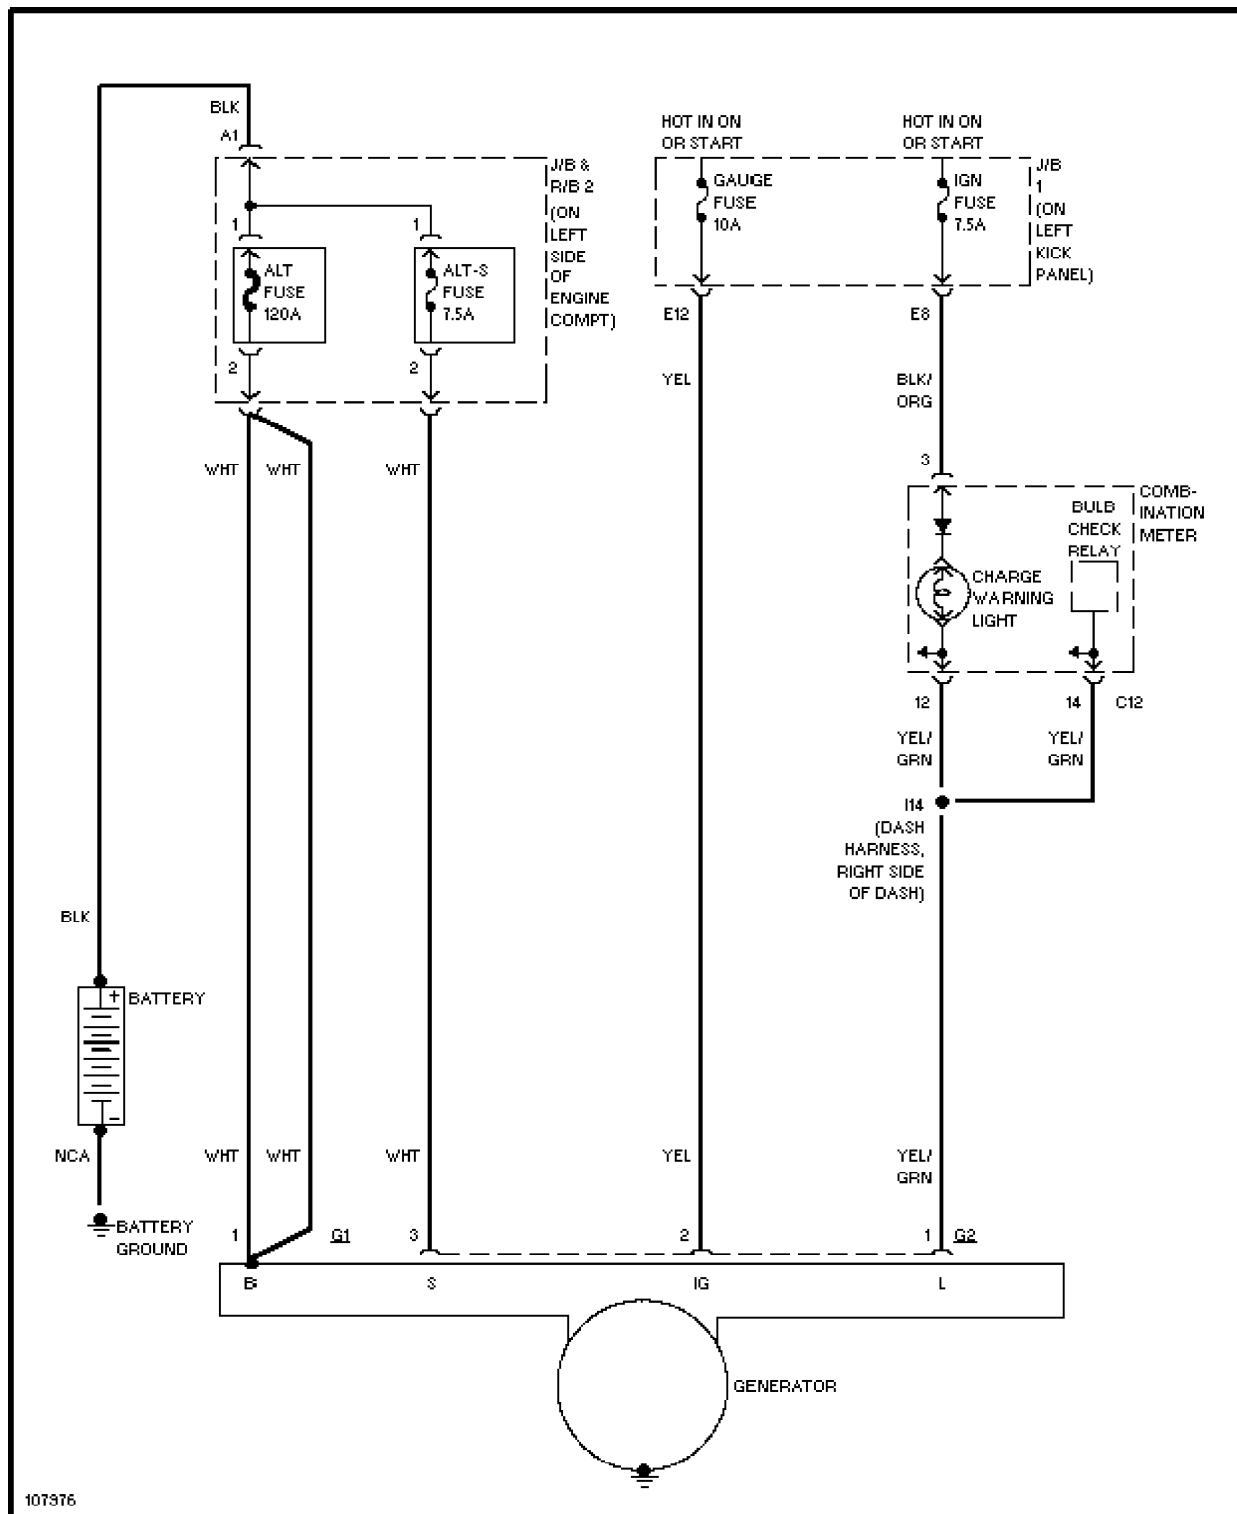 BLK
A1
J/B &
R/B 2
(ON
LEFT
SIDE
OF
ENGINE
COMPT)
1
1
ALT
FUSE
120A
ALT-S
FUSE
7.5A
2
2
HOT IN ON
OR START
HOT IN ON
OR START
GAUGE
FUSE
10A
IGN
FUSE
7.5A
J/B
1
(ON
LEFT
KICK
PANEL)
E12
E8
YEL
BLK/
ORG
WHT
WHT
WHT
3
COMB-
INATION
METER
BULB
CHECK
RELAY
CHARGE
WARNING
LIGHT
12
14
C12
YEL/
GRN
YEL/
GRN
I14
(DASH
HARNESS,
RIGHT SIDE
OF DASH)
BLK
+
BATTERY
−
NCA
BATTERY
GROUND
WHT
WHT
WHT
YEL
YEL/
GRN
1
G1
3
2
1
G2
S
IG
L
GENERATOR
107976